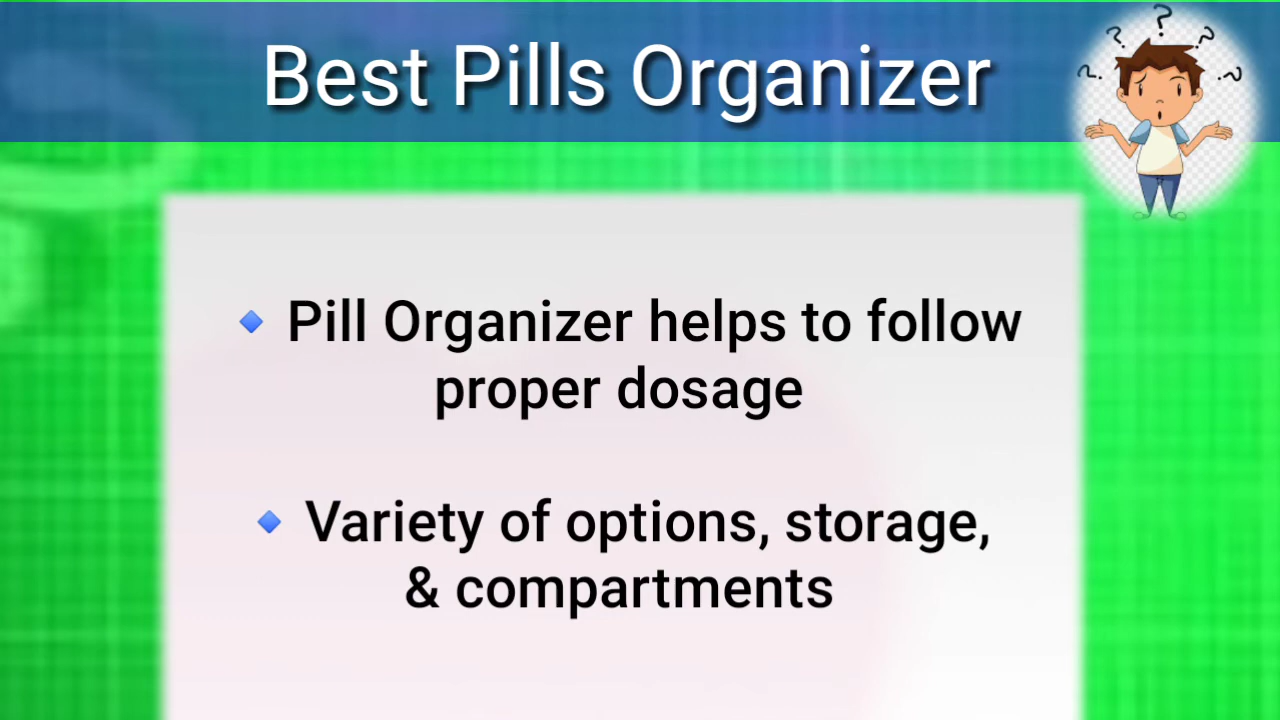 Best Pills Organizer
🔹 Pill Organizer helps to follow
proper dosage
🔹 Variety of options, storage,
& compartments